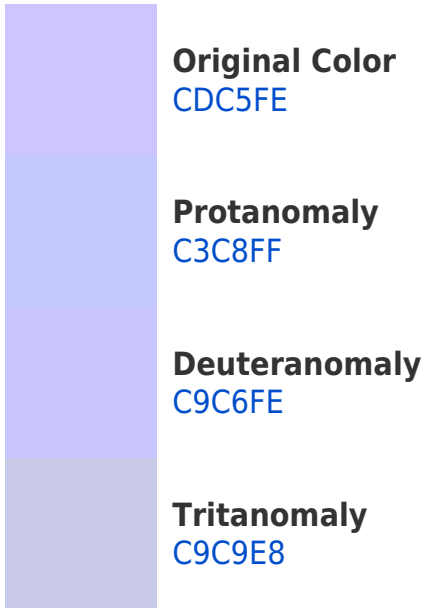 Original Color
CDC5FE
Protanomaly
C3C8FF
Deuteranomaly
C9C6FE
Tritanomaly
C9C9E8